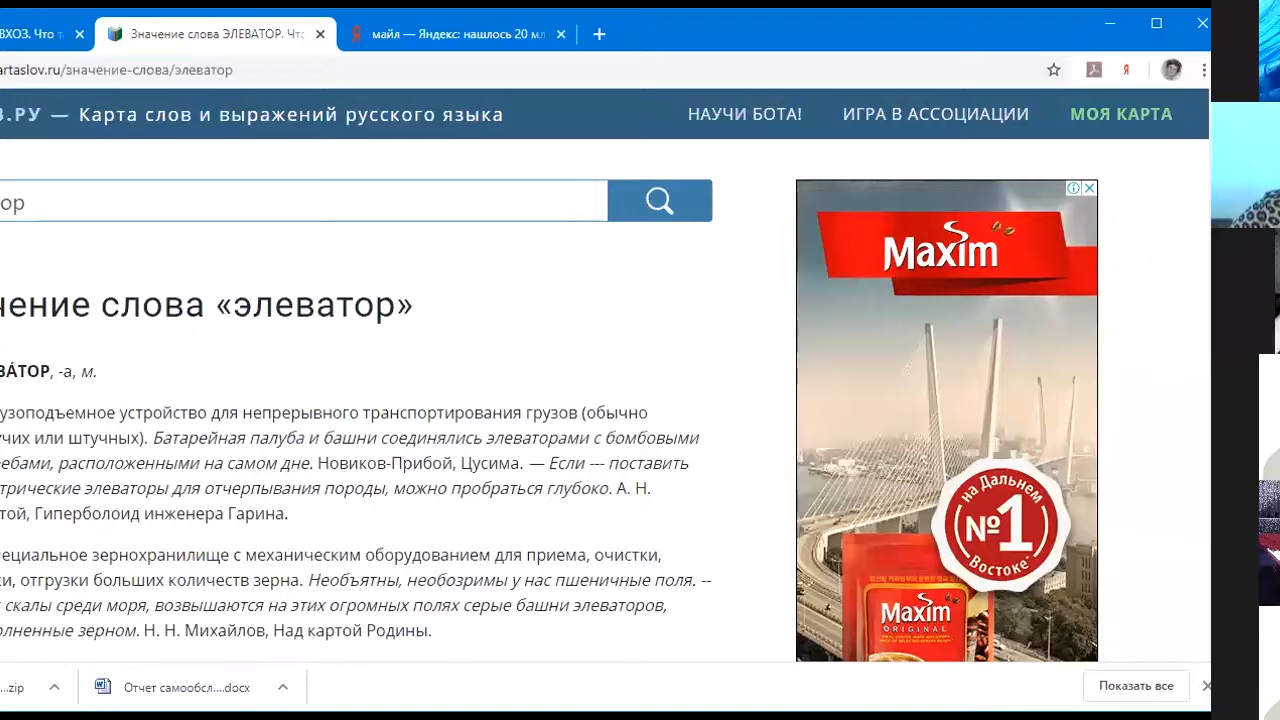 ВХОЗ. Что т
Значение слова ЭЛЕВАТОР. Что
майл — Яндекс: нашлось 20 мл
artaslov.ru/значение-слова/элеватор
В.РУ — Карта слов и выражений русского языка
НАУЧИ БОТА!
ИГРА В АССОЦИАЦИИ
МОЯ КАРТА
ор
чение слова «элеватор»
ВА́ТОР, -а, м.
узоподъемное устройство для непрерывного транспортирования грузов (обычно
учих или штучных). Батарейная палуба и башни соединялись элеваторами с бомбовыми
ребами, расположенными на самом дне. Новиков-Прибой, Цусима. — Если --- поставить
трические элеваторы для отчерпывания породы, можно пробраться глубоко. А. Н.
той, Гиперболоид инженера Гарина.
пециальное зернохранилище с механическим оборудованием для приема, очистки,
ки, отгрузки больших количеств зерна. Необъятны, необозримы у нас пшеничные поля. --
скалы среди моря, возвышаются на этих огромных полях серые башни элеваторов,
олненные зерном. Н. Н. Михайлов, Над картой Родины.
Maxim
на Дальнем
№1
Востоке*
Maxim
ORIGINAL
...zip
Отчет самообсл....docx
Показать все